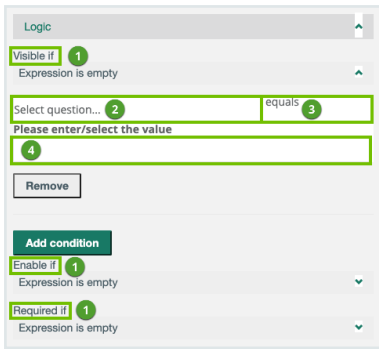 Logic
Visible if 1
Expression is empty
Select question... 2 equals 3
Please enter/select the value
4
Remove
Add condition
Enable if 1
Expression is empty
Required if 1
Expression is empty